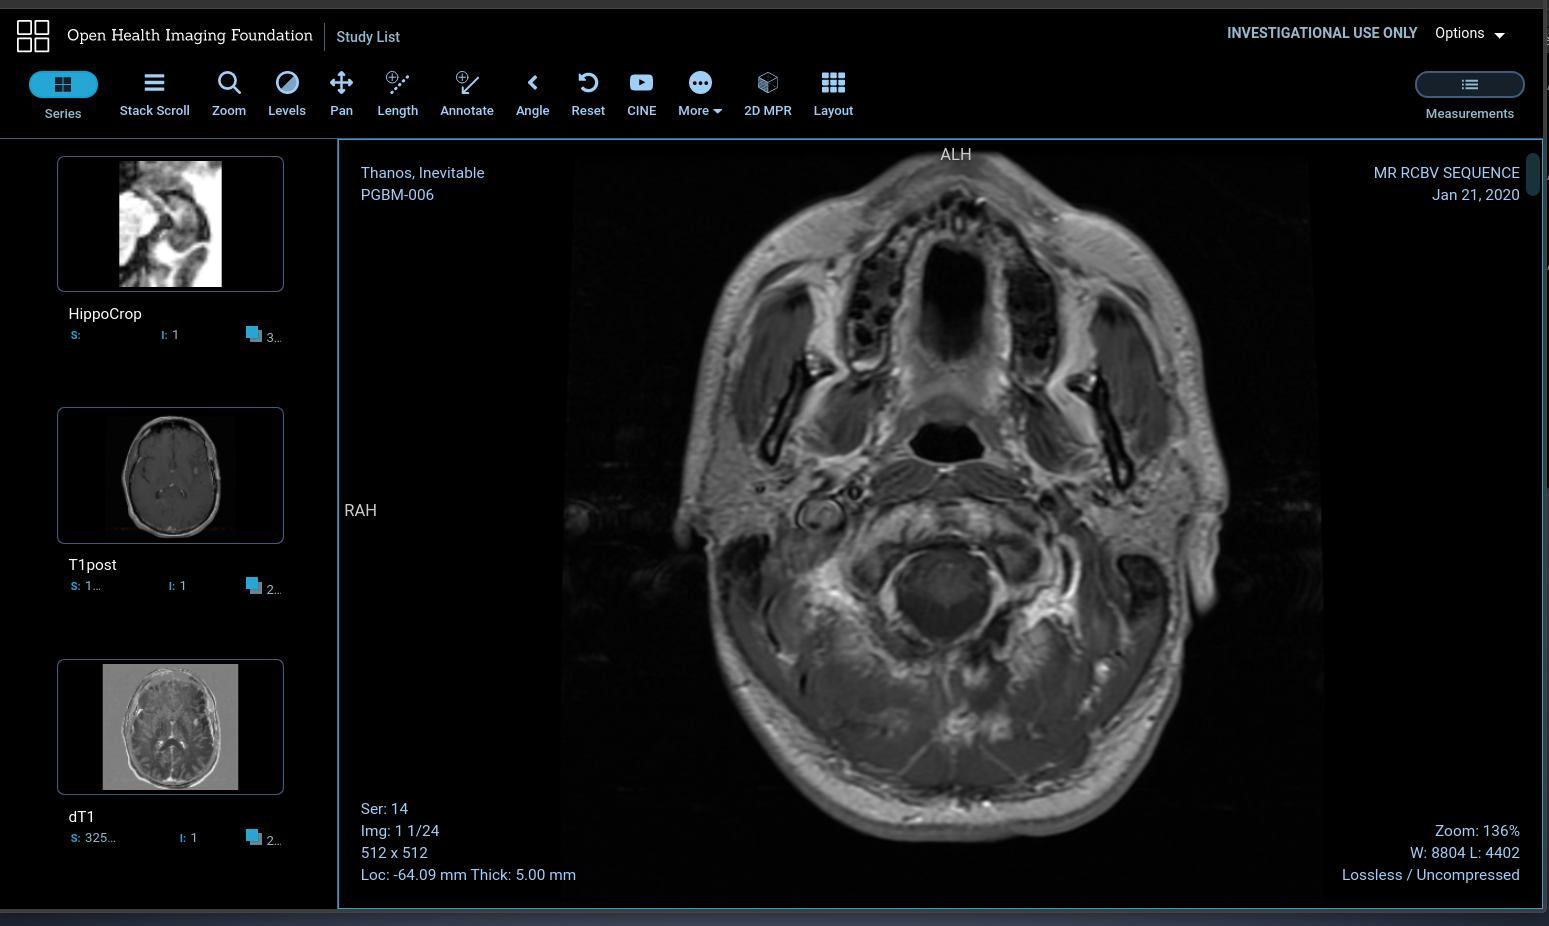 Open Health Imaging Foundation
Study List
INVESTIGATIONAL USE ONLY
Options
Series
Stack Scroll
Zoom
Levels
Pan
Length
Annotate
Angle
Reset
CINE
More
2D MPR
Layout
Measurements
HippoCrop
S: I: 1 3...
T1post
S: 1... I: 1 2...
dT1
S: 325... I: 1 2...
Thanos, Inevitable
PGBM-006
ALH
MR RCBV SEQUENCE
Jan 21, 2020
RAH
Ser: 14
Img: 1 1/24
512 x 512
Loc: -64.09 mm Thick: 5.00 mm
Zoom: 136%
W: 8804 L: 4402
Lossless / Uncompressed